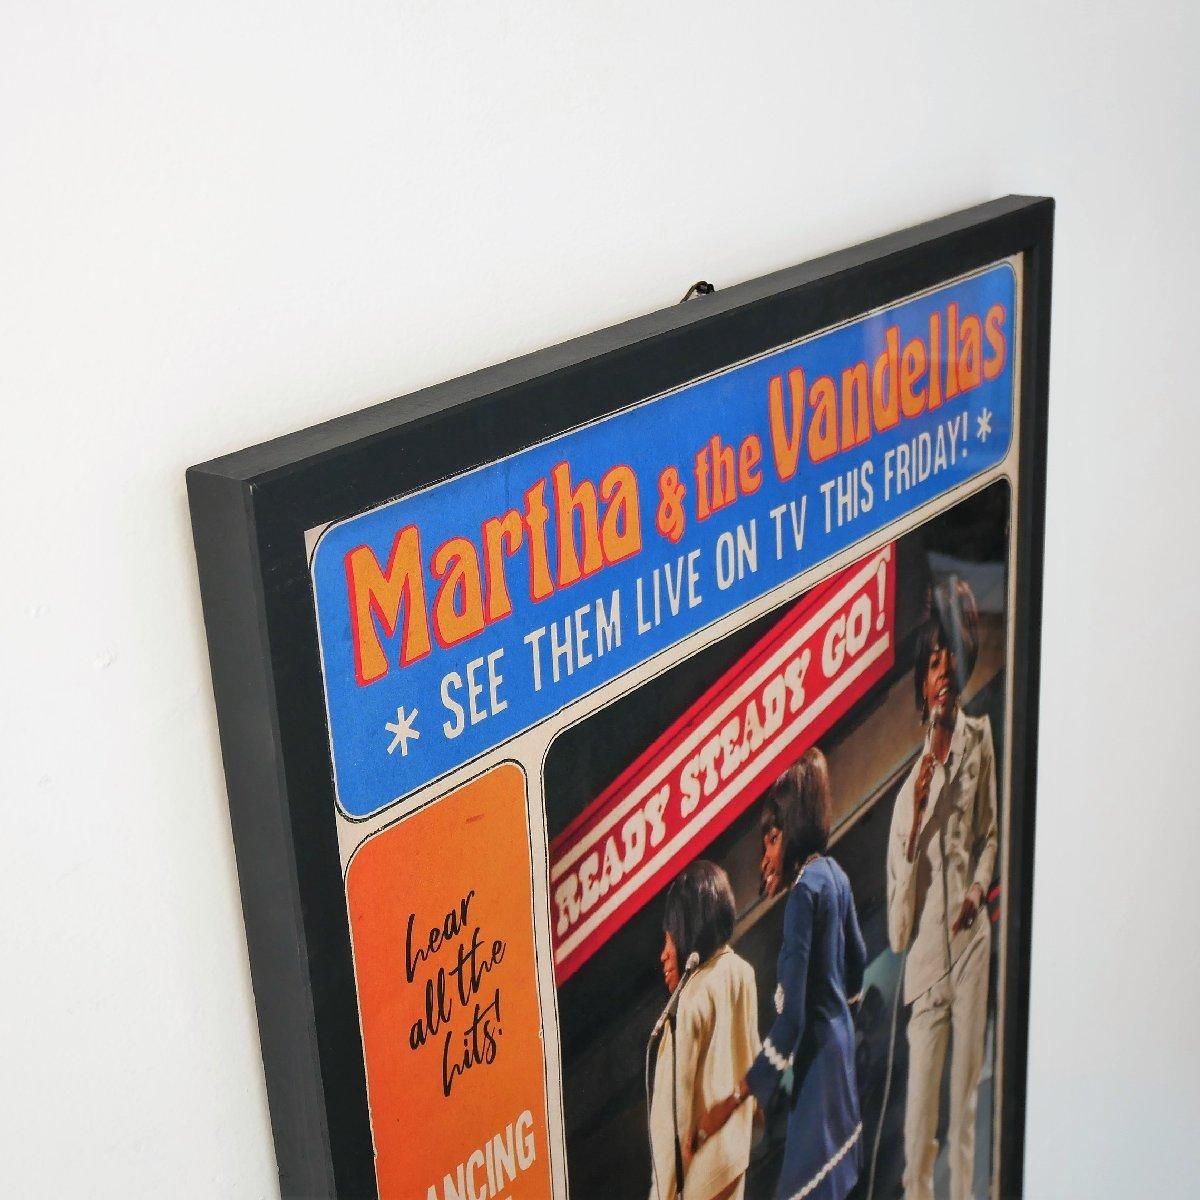 Martha & the Vandellas
* SEE THEM LIVE ON TV THIS FRIDAY! *
READY STEADY GO!
hear
all the
hits!
ANCING